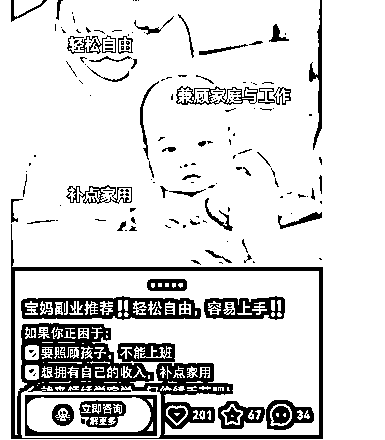 轻松自由
兼顾家庭与工作
补点家用
宝妈副业推荐‼️轻松自由，容易上手‼️
如果你正困于：
要照顾孩子，不能上班
想拥有自己的收入，补点家用
立即咨询
了解更多
201
67
34